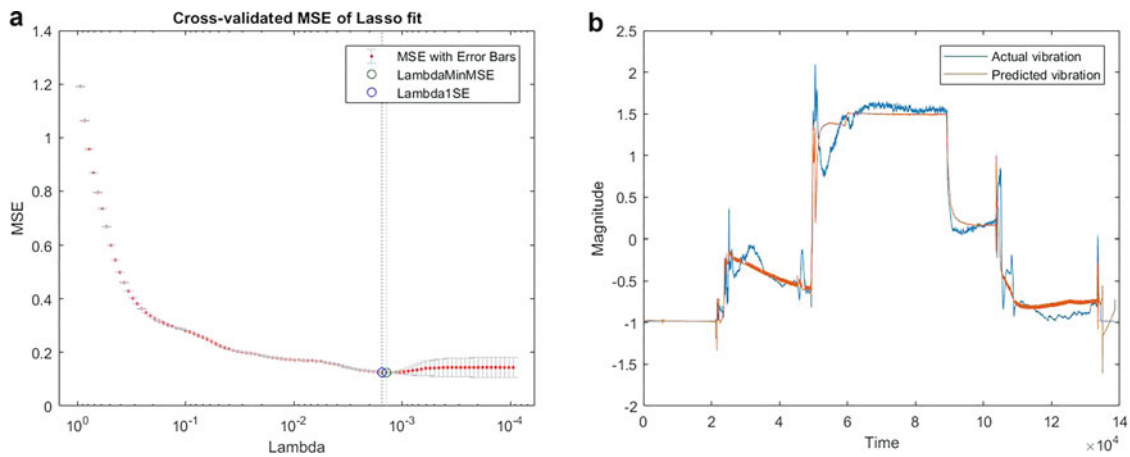 a
Cross-validated MSE of Lasso fit
1.4
1.2
1
0.8
0.6
0.4
0.2
0
MSE
MSE with Error Bars
LambdaMinMSE
Lambda1SE
10^0
10^-1
10^-2
10^-3
10^-4
Lambda
b
2.5
2
1.5
1
0.5
0
-0.5
-1
-1.5
-2
Magnitude
Actual vibration
Predicted vibration
0 2 4 6 8 10 12 14
×10^4
Time